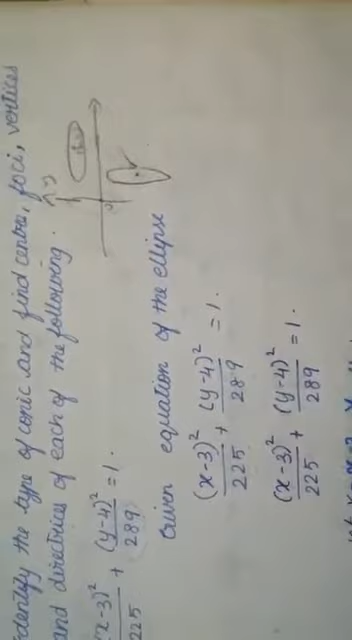 identify the type of conic and find centre, foci, vertices
and directrices of each of the following.
(x-3)²/225 + (y-4)²/289 = 1.
Given equation of the ellipse
(x-3)²/225 + (y-4)²/289 = 1.
(x-3)²/225 + (y-4)²/289 = 1.